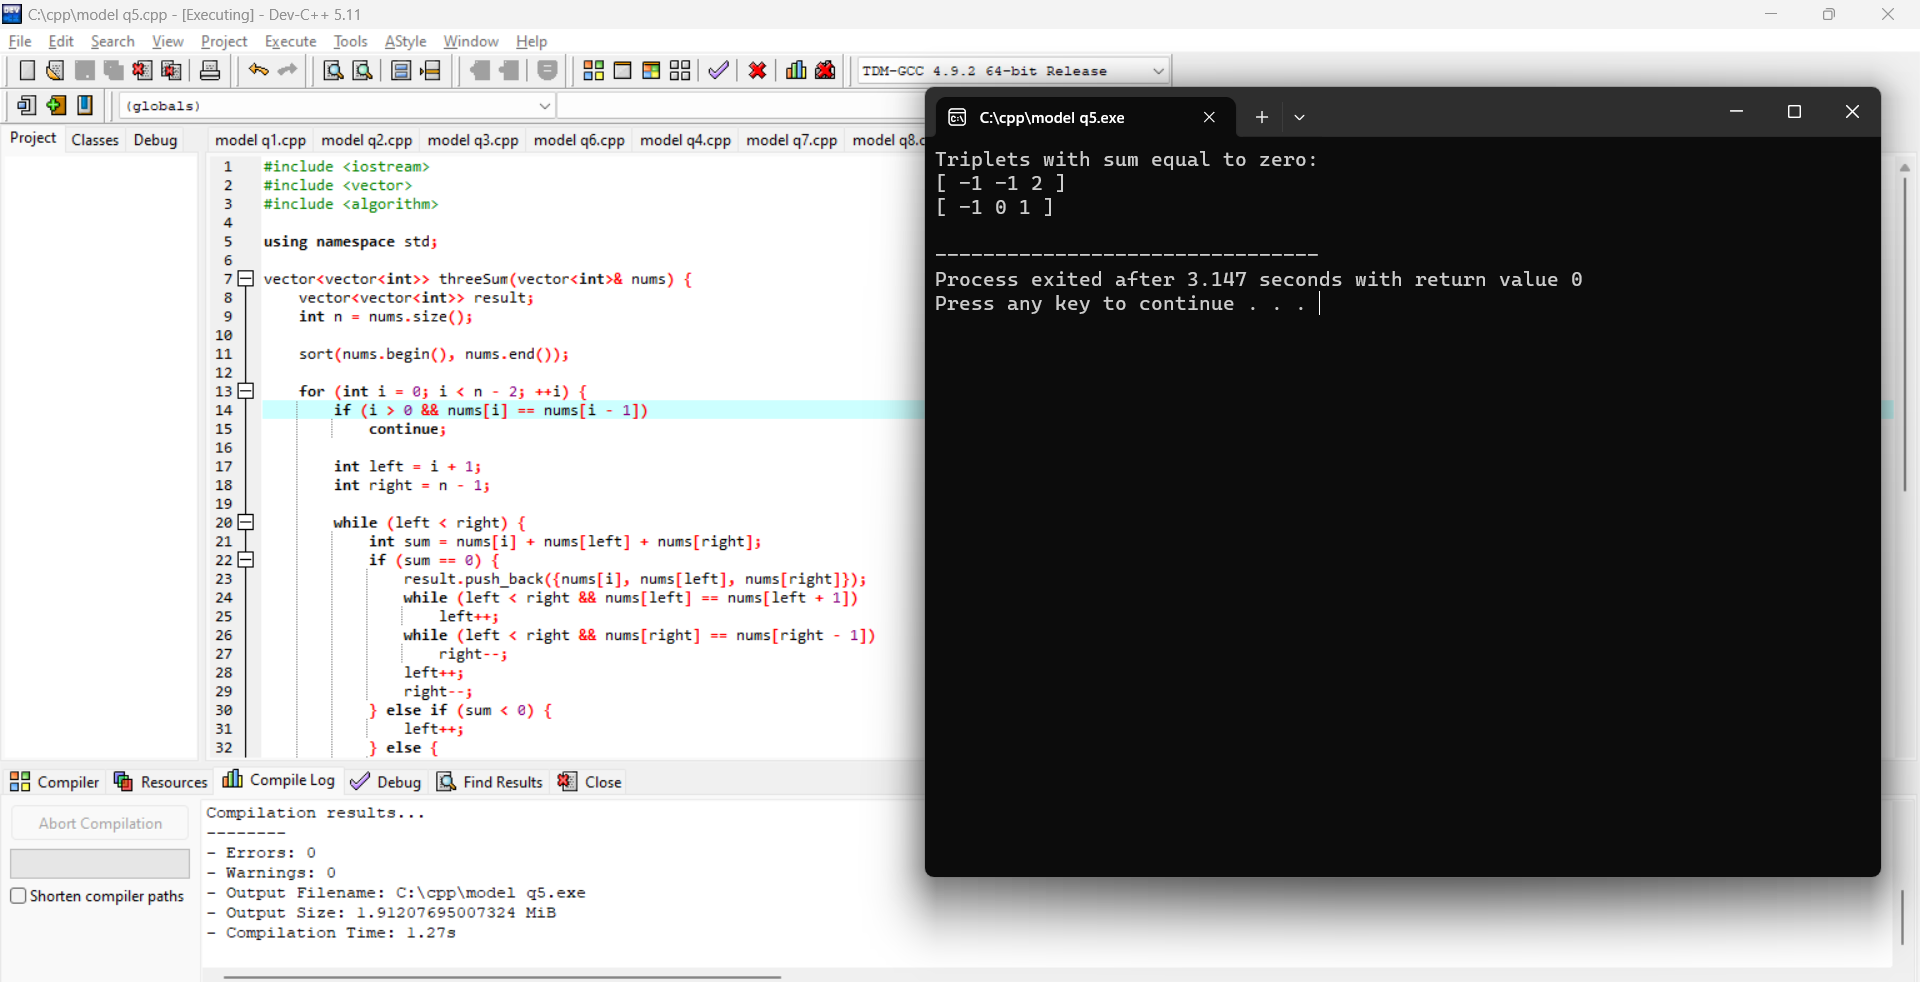 C:\cpp\model q5.cpp - [Executing] - Dev-C++ 5.11
File Edit Search View Project Execute Tools AStyle Window Help
TDM-GCC 4.9.2 64-bit Release
(globals)
Project Classes Debug
model q1.cpp model q2.cpp model q3.cpp model q6.cpp model q4.cpp model q7.cpp model q8.c
1 #include <iostream>
2 #include <vector>
3 #include <algorithm>
4
5 using namespace std;
6
7 vector<vector<int>> threeSum(vector<int>& nums) {
8     vector<vector<int>> result;
9     int n = nums.size();
10
11     sort(nums.begin(), nums.end());
12
13     for (int i = 0; i < n - 2; ++i) {
14         if (i > 0 && nums[i] == nums[i - 1])
15             continue;
16
17         int left = i + 1;
18         int right = n - 1;
19
20         while (left < right) {
21             int sum = nums[i] + nums[left] + nums[right];
22             if (sum == 0) {
23                 result.push_back({nums[i], nums[left], nums[right]});
24                 while (left < right && nums[left] == nums[left + 1])
25                     left++;
26                 while (left < right && nums[right] == nums[right - 1])
27                     right--;
28                 left++;
29                 right--;
30             } else if (sum < 0) {
31                 left++;
32             } else {
C:\cpp\model q5.exe
Triplets with sum equal to zero:
[ -1 -1 2 ]
[ -1 0 1 ]
--------------------------------
Process exited after 3.147 seconds with return value 0
Press any key to continue . . .
Compiler Resources Compile Log Debug Find Results Close
Abort Compilation
Shorten compiler paths
Compilation results...
--------
- Errors: 0
- Warnings: 0
- Output Filename: C:\cpp\model q5.exe
- Output Size: 1.91207695007324 MiB
- Compilation Time: 1.27s